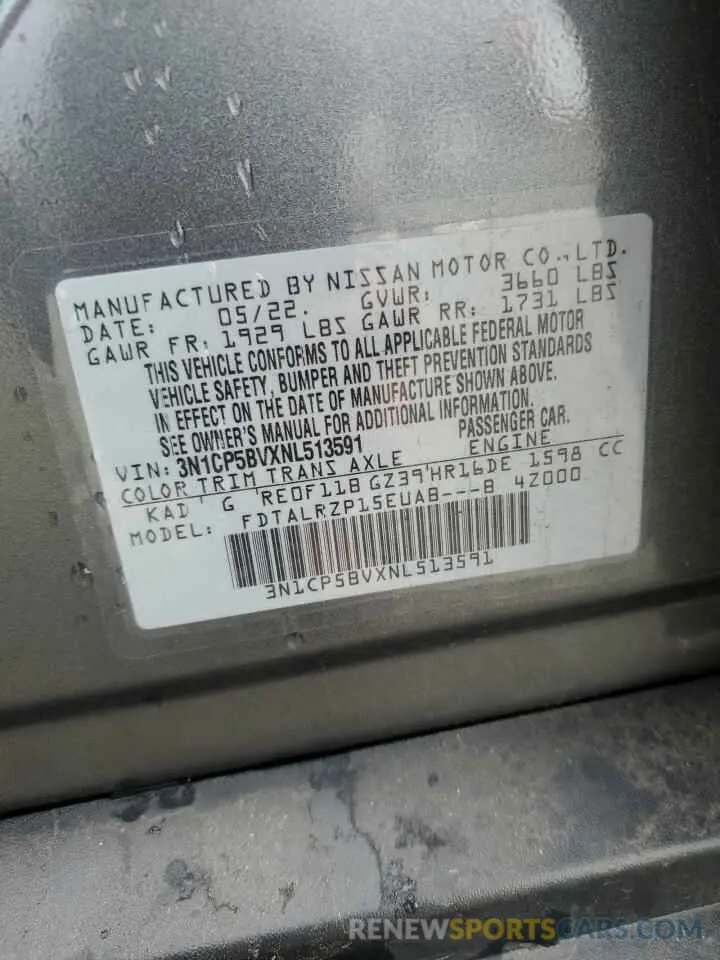 MANUFACTURED BY NISSAN MOTOR CO., LTD.
DATE: 05/22. GVWR: 3660 LBS
GAWR FR: 1929 LBS GAWR RR: 1731 LBS
THIS VEHICLE CONFORMS TO ALL APPLICABLE FEDERAL MOTOR
VEHICLE SAFETY, BUMPER AND THEFT PREVENTION STANDARDS
IN EFFECT ON THE DATE OF MANUFACTURE SHOWN ABOVE.
SEE OWNER'S MANUAL FOR ADDITIONAL INFORMATION.
VIN: 3N1CP5BVXNL513591 PASSENGER CAR.
COLOR TRIM TRANS AXLE ENGINE
KAD G RE0F11B GZ39 HR16DE 1598 CC
MODEL: FDTALRZP15EUAB---B 4Z000
3N1CP5BVXNL513591
RENEWSPORTSCARS.COM